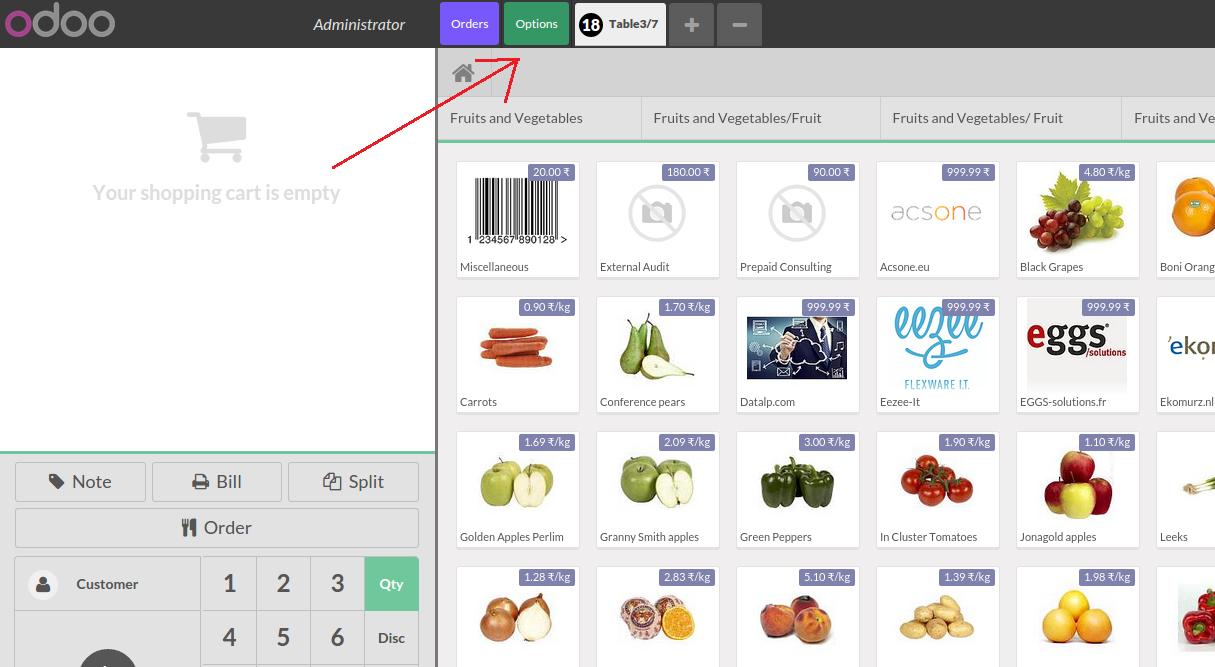 odoo
Administrator
Orders
Options
18 Table3/7
Your shopping cart is empty
Fruits and Vegetables
Fruits and Vegetables/Fruit
Fruits and Vegetables/ Fruit
Fruits and Ve
20.00 ₹
180.00 ₹
90.00 ₹
999.99 ₹
4.80 ₹/kg
1 234567 890128 >
acsone
Miscellaneous
External Audit
Prepaid Consulting
Acsone.eu
Black Grapes
Boni Orang
0.90 ₹/kg
1.70 ₹/kg
999.99 ₹
999.99 ₹
999.99 ₹
eezee
FLEXWARE I.T.
eggs
/solutions
'ekor
Carrots
Conference pears
Datalp.com
Eezee-It
EGGS-solutions.fr
Ekomurz.nl
1.69 ₹/kg
2.09 ₹/kg
3.00 ₹/kg
1.90 ₹/kg
1.10 ₹/kg
Golden Apples Perlim
Granny Smith apples
Green Peppers
In Cluster Tomatoes
Jonagold apples
Leeks
1.28 ₹/kg
2.83 ₹/kg
5.10 ₹/kg
1.39 ₹/kg
1.98 ₹/kg
Note
Bill
Split
Order
Customer
1 2 3 Qty
4 5 6 Disc